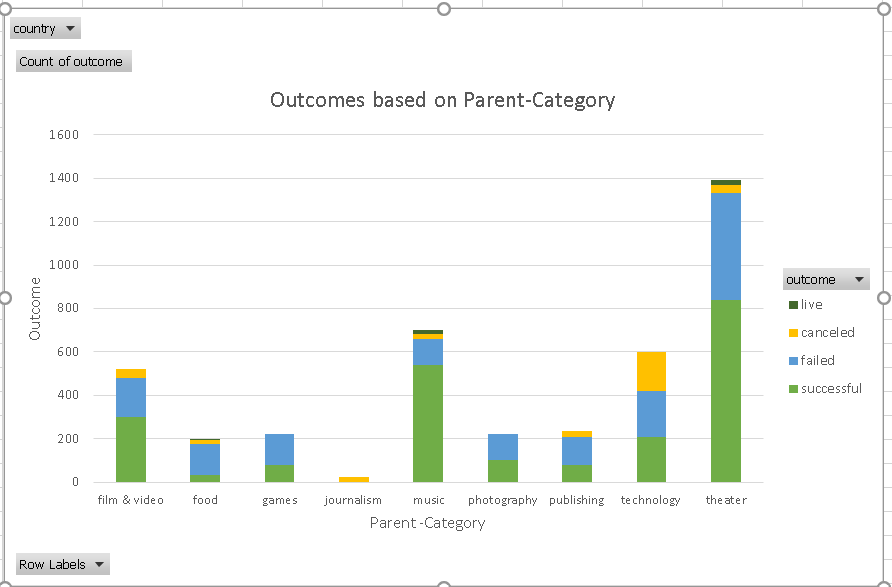 country
Count of outcome
Outcomes based on Parent-Category
1600
1400
1200
1000
800
600
400
200
0
Outcome
film & video food games journalism music photography publishing technology theater
Parent -Category
outcome
live
canceled
failed
successful
Row Labels